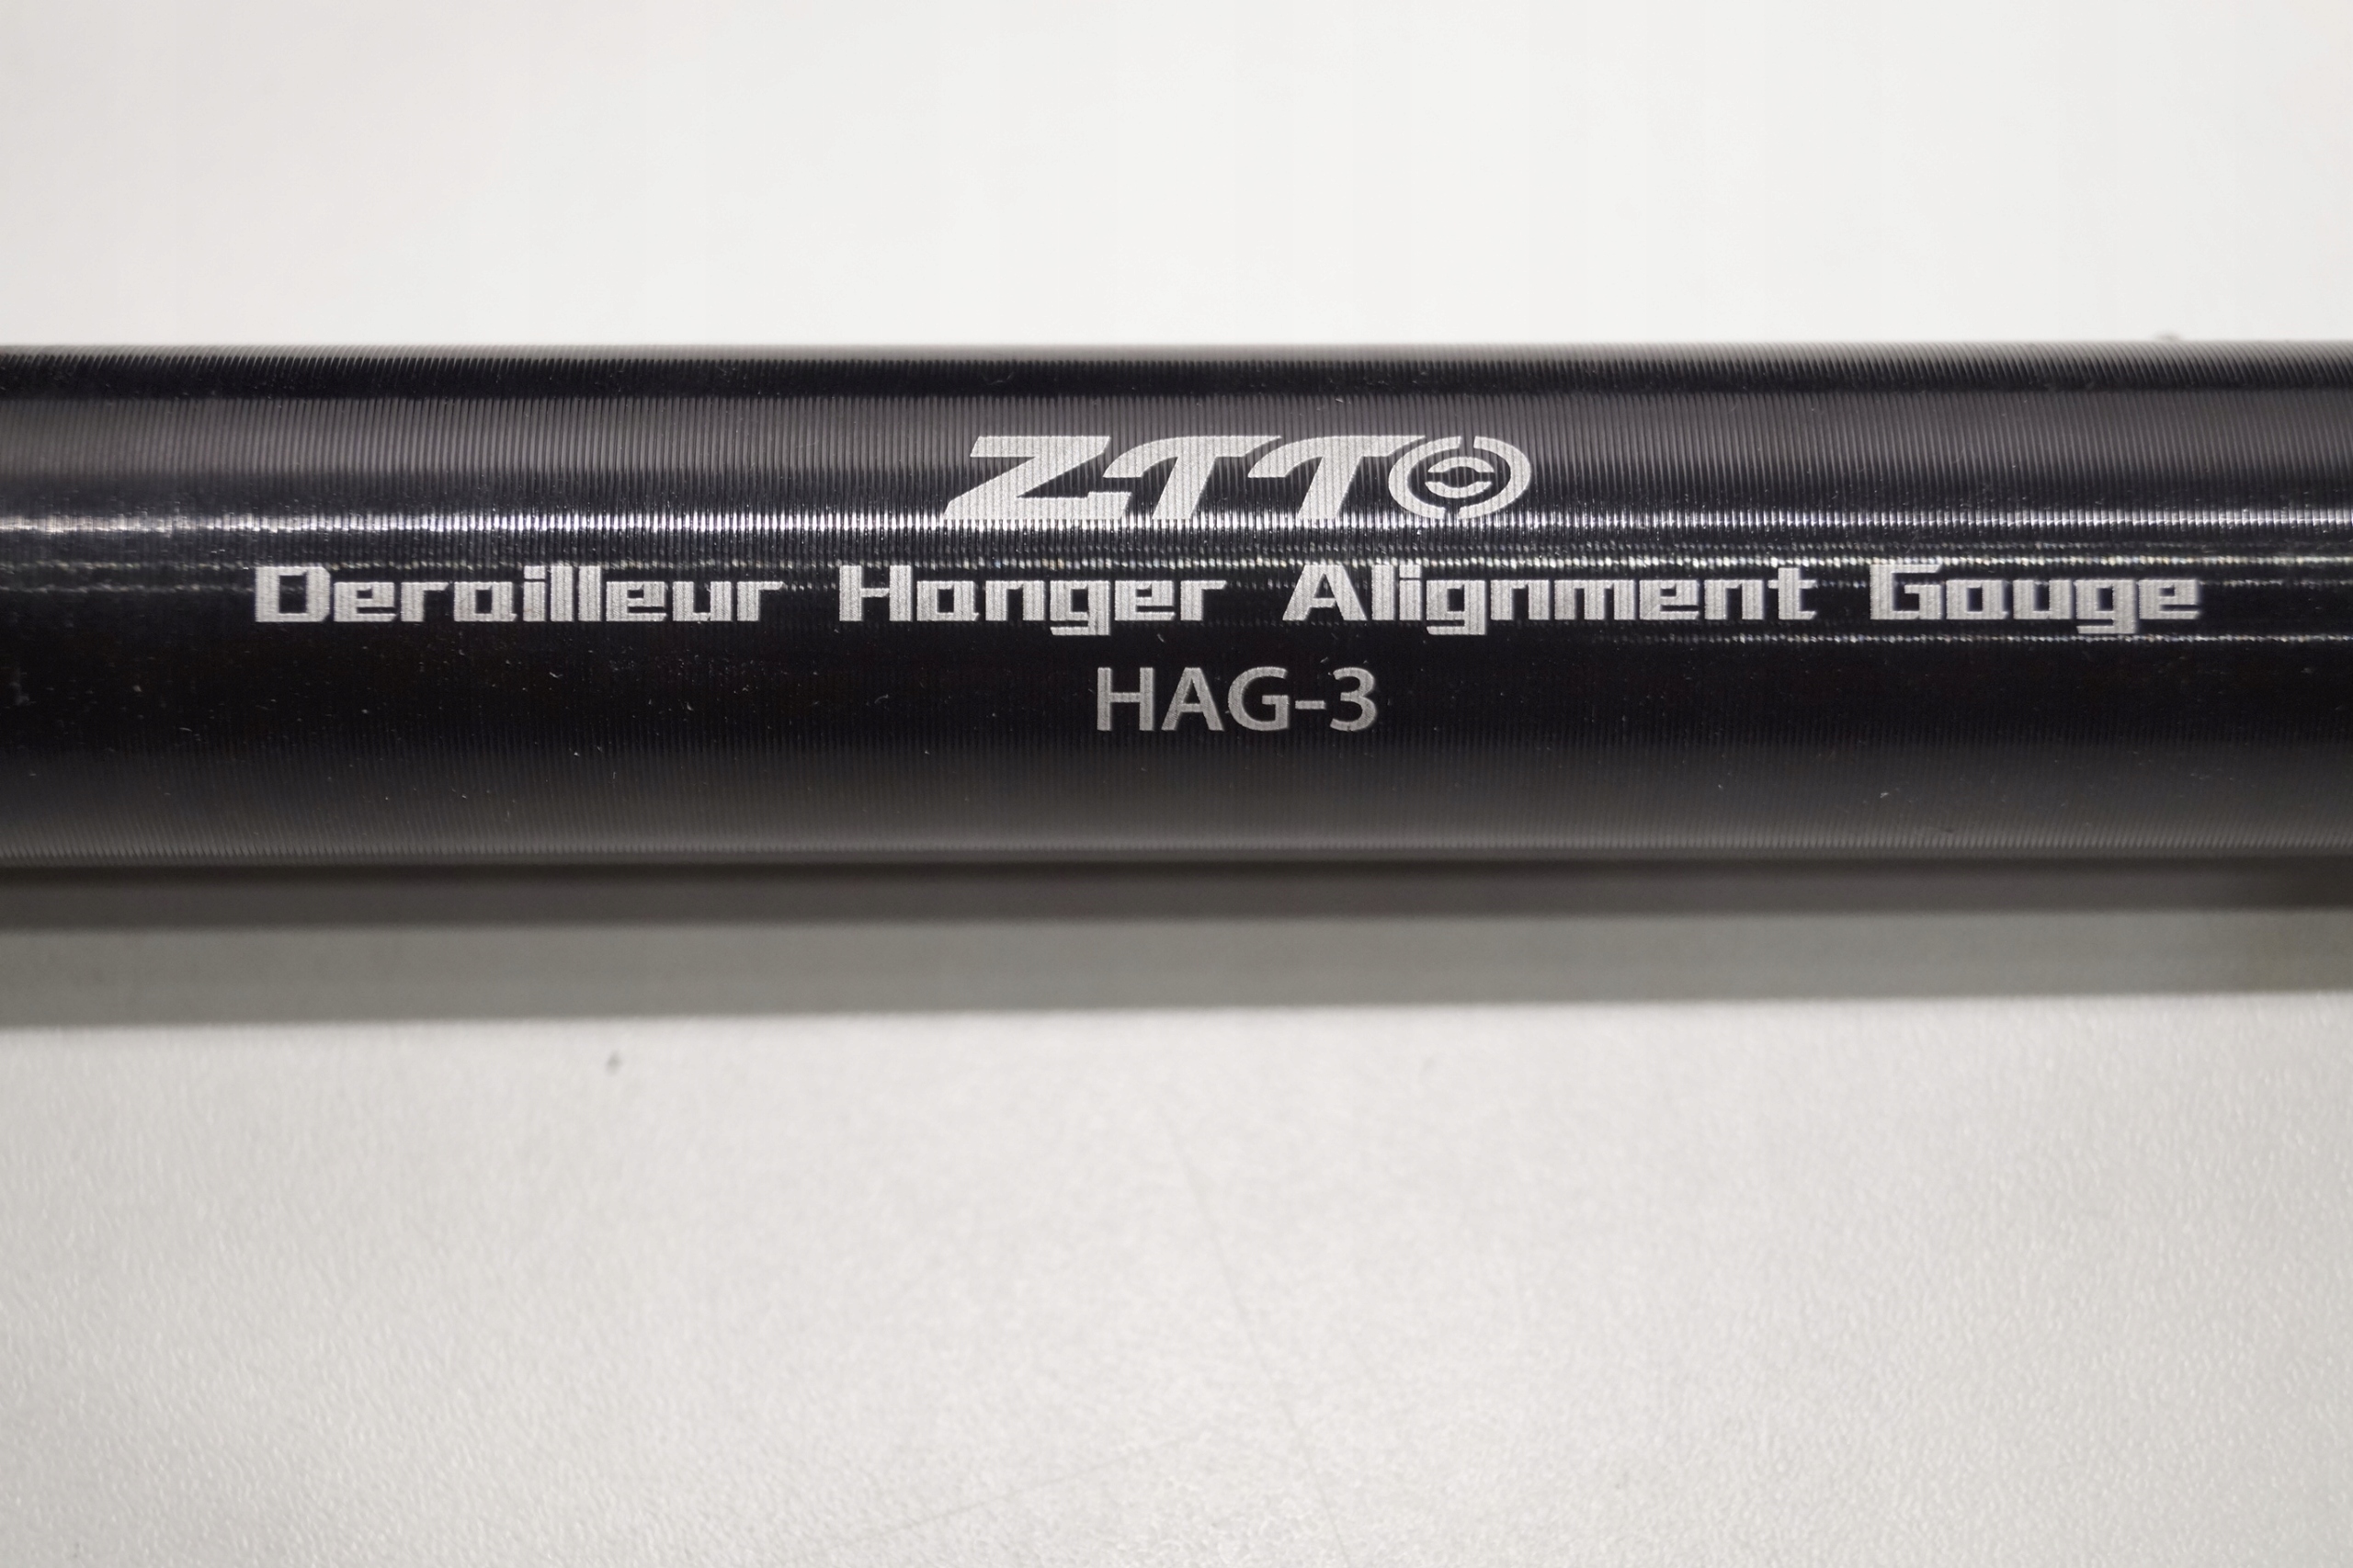 ZTTO
Derailleur Hanger Alignment Gauge
HAG-3